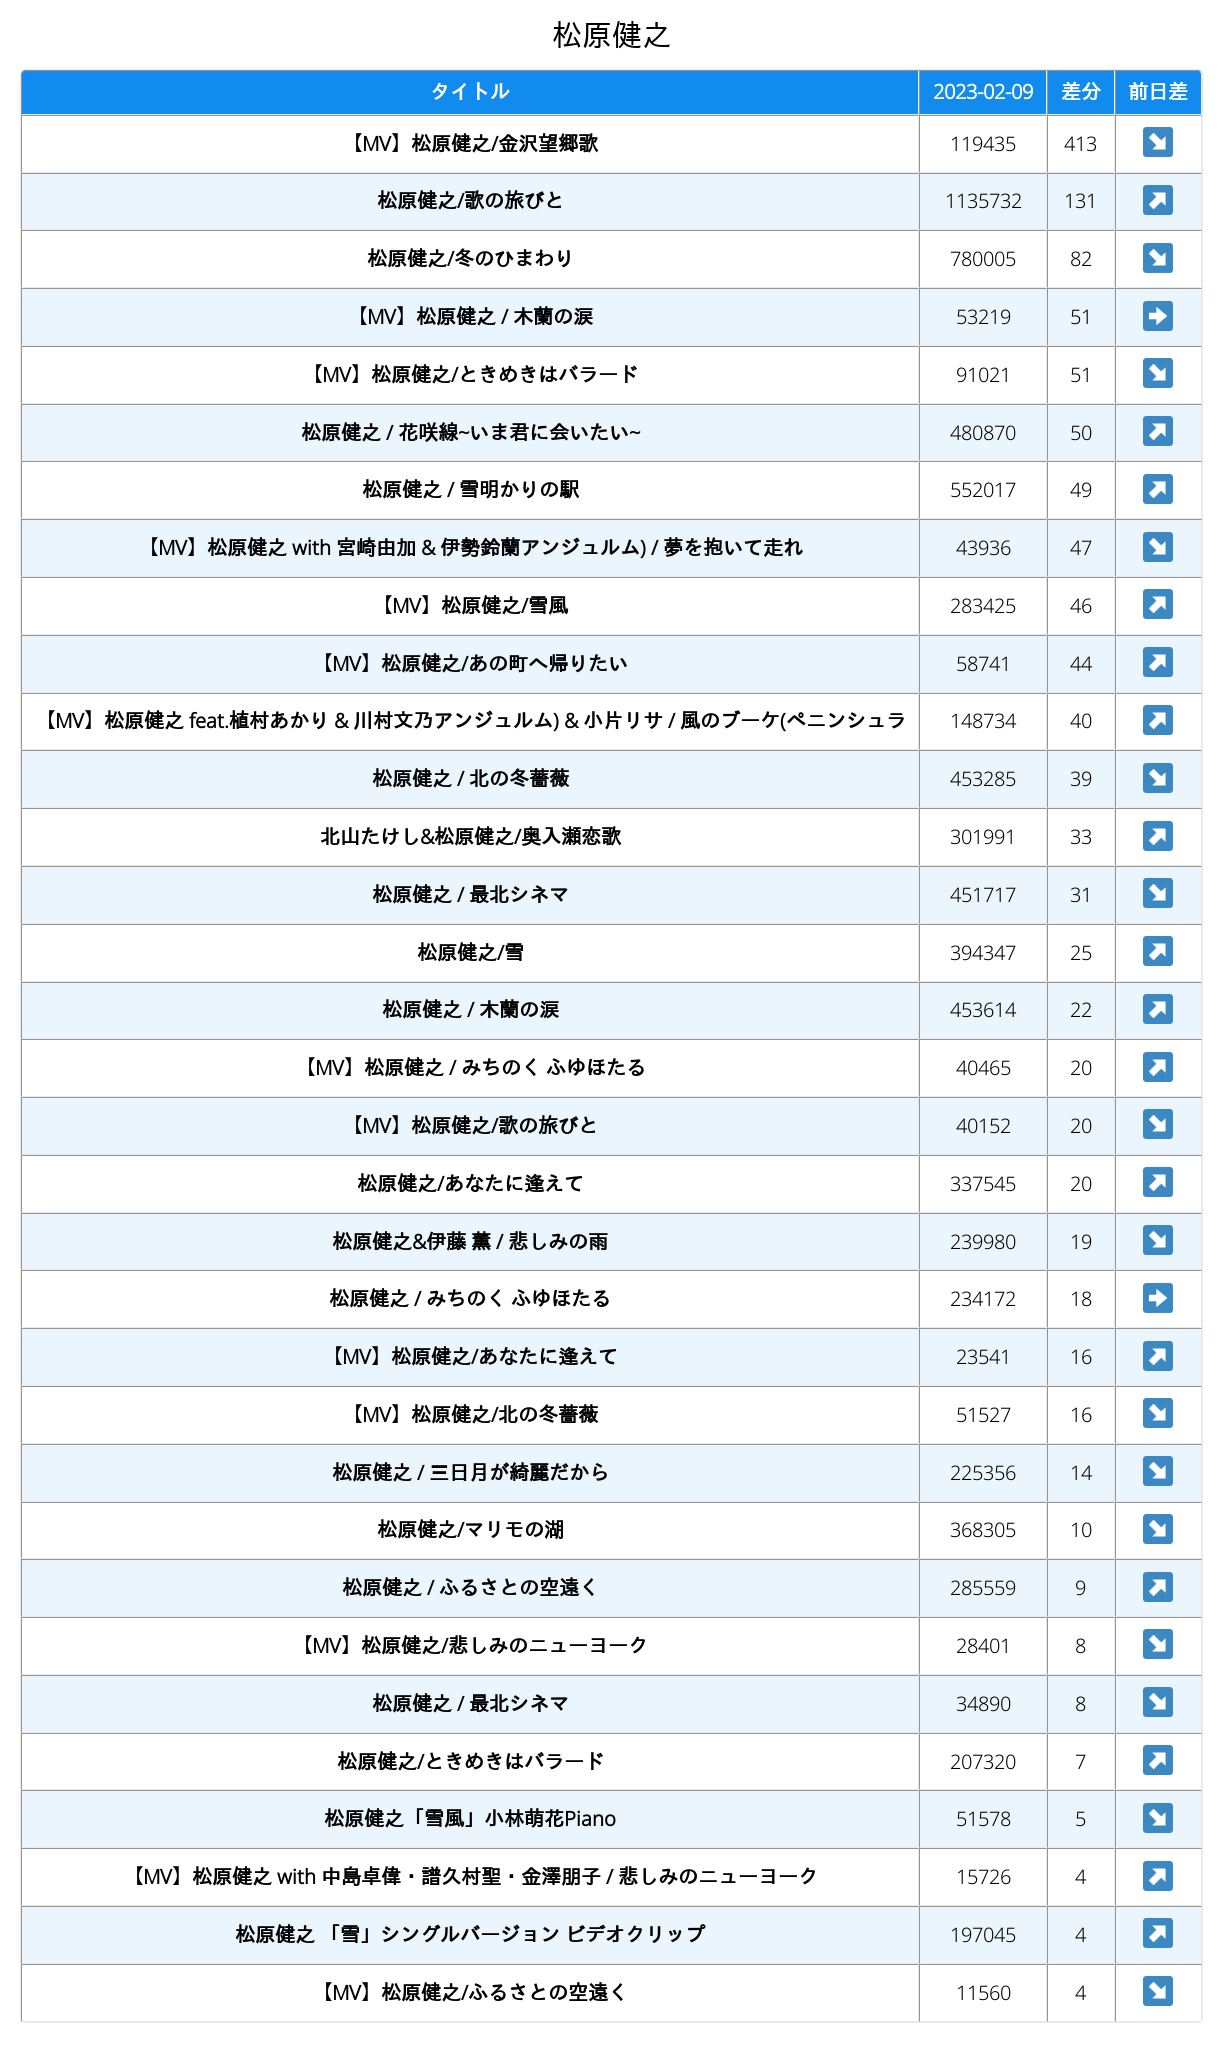 松原健之
タイトル 2023-02-09 差分 前日差
【MV】松原健之/金沢望郷歌 119435 413
松原健之/歌の旅びと 1135732 131
松原健之/冬のひまわり 780005 82
【MV】松原健之 / 木蘭の涙 53219 51
【MV】松原健之/ときめきはバラード 91021 51
松原健之 / 花咲線~いま君に会いたい~ 480870 50
松原健之 / 雪明かりの駅 552017 49
【MV】松原健之 with 宮崎由加 & 伊勢鈴蘭アンジュルム) / 夢を抱いて走れ 43936 47
【MV】松原健之/雪風 283425 46
【MV】松原健之/あの町へ帰りたい 58741 44
【MV】松原健之 feat.植村あかり & 川村文乃アンジュルム) & 小片リサ / 風のブーケ(ペニンシュラ 148734 40
松原健之 / 北の冬薔薇 453285 39
北山たけし&松原健之/奥入瀬恋歌 301991 33
松原健之 / 最北シネマ 451717 31
松原健之/雪 394347 25
松原健之 / 木蘭の涙 453614 22
【MV】松原健之 / みちのく ふゆほたる 40465 20
【MV】松原健之/歌の旅びと 40152 20
松原健之/あなたに逢えて 337545 20
松原健之&伊藤 薫 / 悲しみの雨 239980 19
松原健之 / みちのく ふゆほたる 234172 18
【MV】松原健之/あなたに逢えて 23541 16
【MV】松原健之/北の冬薔薇 51527 16
松原健之 / 三日月が綺麗だから 225356 14
松原健之/マリモの湖 368305 10
松原健之 / ふるさとの空遠く 285559 9
【MV】松原健之/悲しみのニューヨーク 28401 8
松原健之 / 最北シネマ 34890 8
松原健之/ときめきはバラード 207320 7
松原健之「雪風」小林萌花Piano 51578 5
【MV】松原健之 with 中島卓偉・譜久村聖・金澤朋子 / 悲しみのニューヨーク 15726 4
松原健之 「雪」シングルバージョン ビデオクリップ 197045 4
【MV】松原健之/ふるさとの空遠く 11560 4